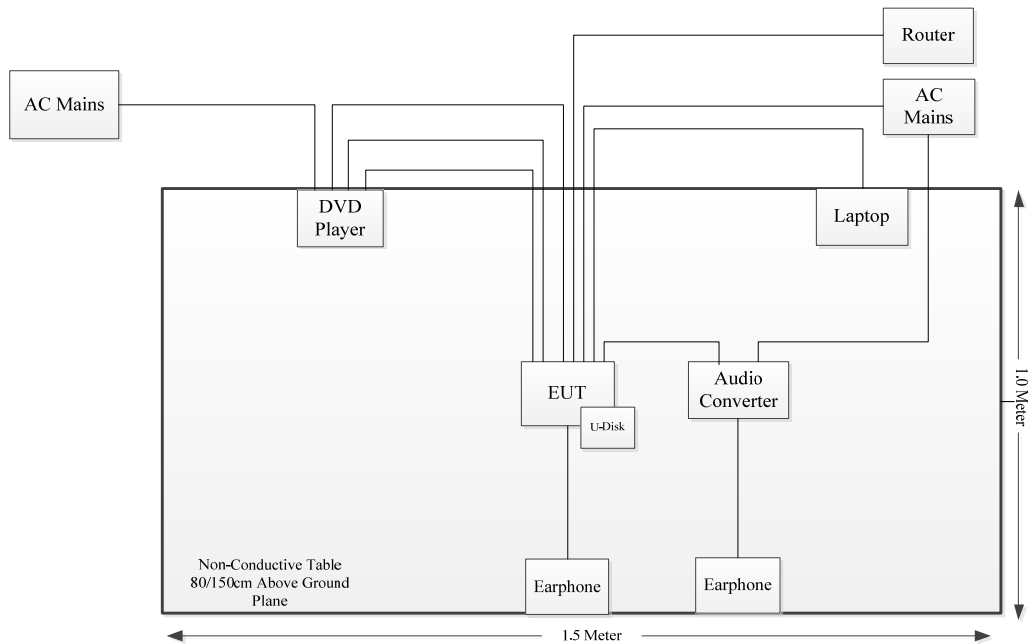 Router
AC Mains
AC
Mains
DVD
Player
Laptop
EUT
U-Disk
Audio
Converter
1.0 Meter
Non-Conductive Table
80/150cm Above Ground
Plane
Earphone
Earphone
1.5 Meter